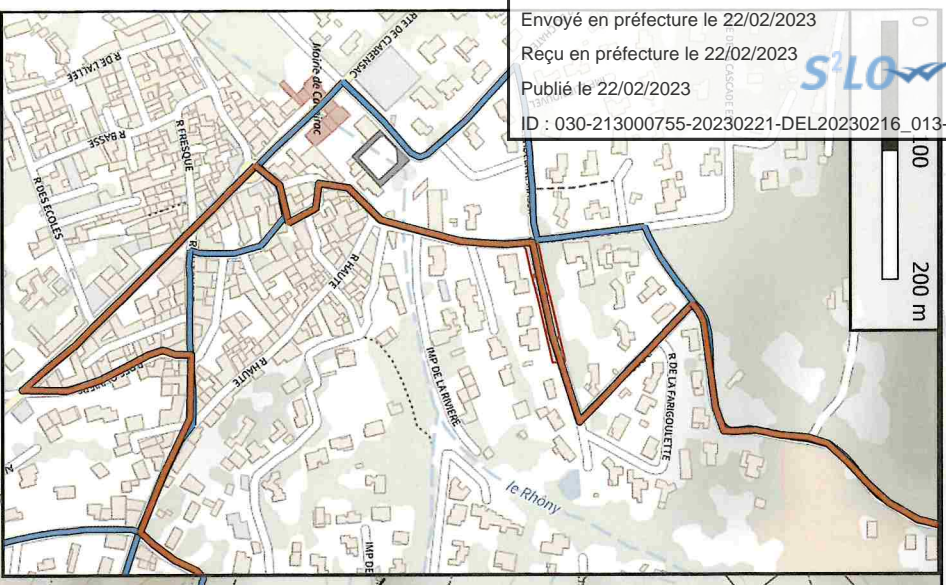 Envoyé en préfecture le 22/02/2023
Reçu en préfecture le 22/02/2023
Publié le 22/02/2023
S²LO
ID : 030-213000755-20230221-DEL20230216_013-
0
100
200 m
R DE L'ALLEE
R BASSE
R FRESQUE
R DES ECOLES
Mairie de
RTE DE CLARENSAC
R HAUTE
R HAUTE
IMP DE LA RIVIERE
R DE LA FARIGOULETTE
le Rhôny
IMP DE